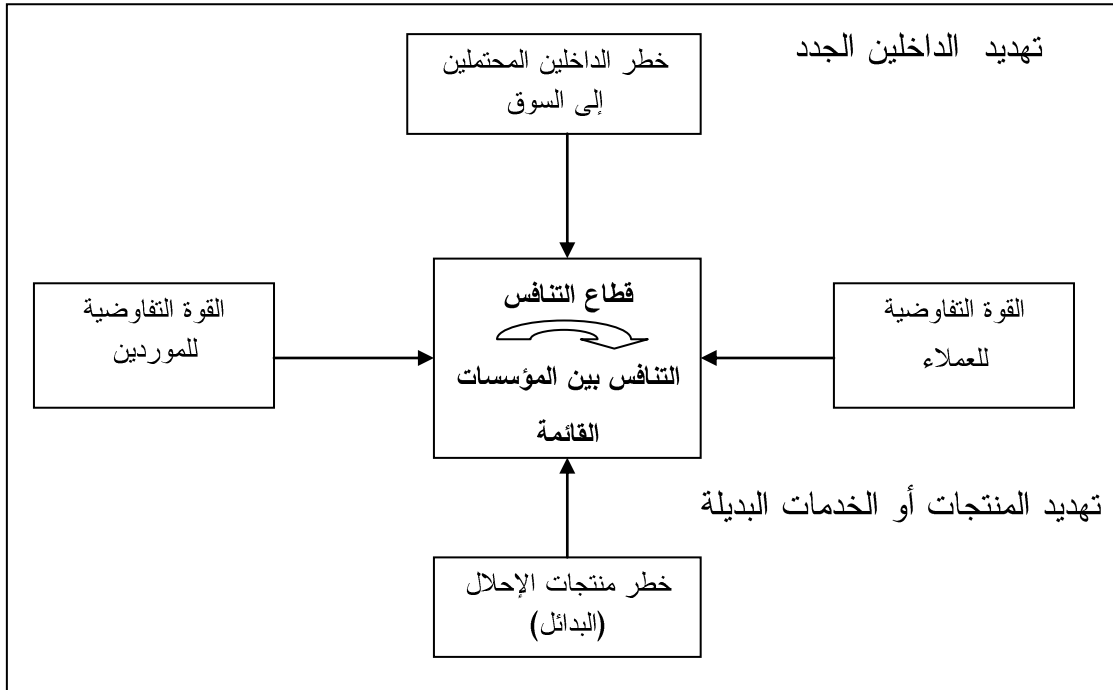 تهديد الداخلين الجدد
خطر الداخلين المحتملين
إلى السوق
القوة التفاوضية
للعملاء
قطاع التنافس
التنافس بين المؤسسات
القائمة
القوة التفاوضية
للموردين
تهديد المنتجات أو الخدمات البديلة
خطر منتجات الإحلال
(البدائل)